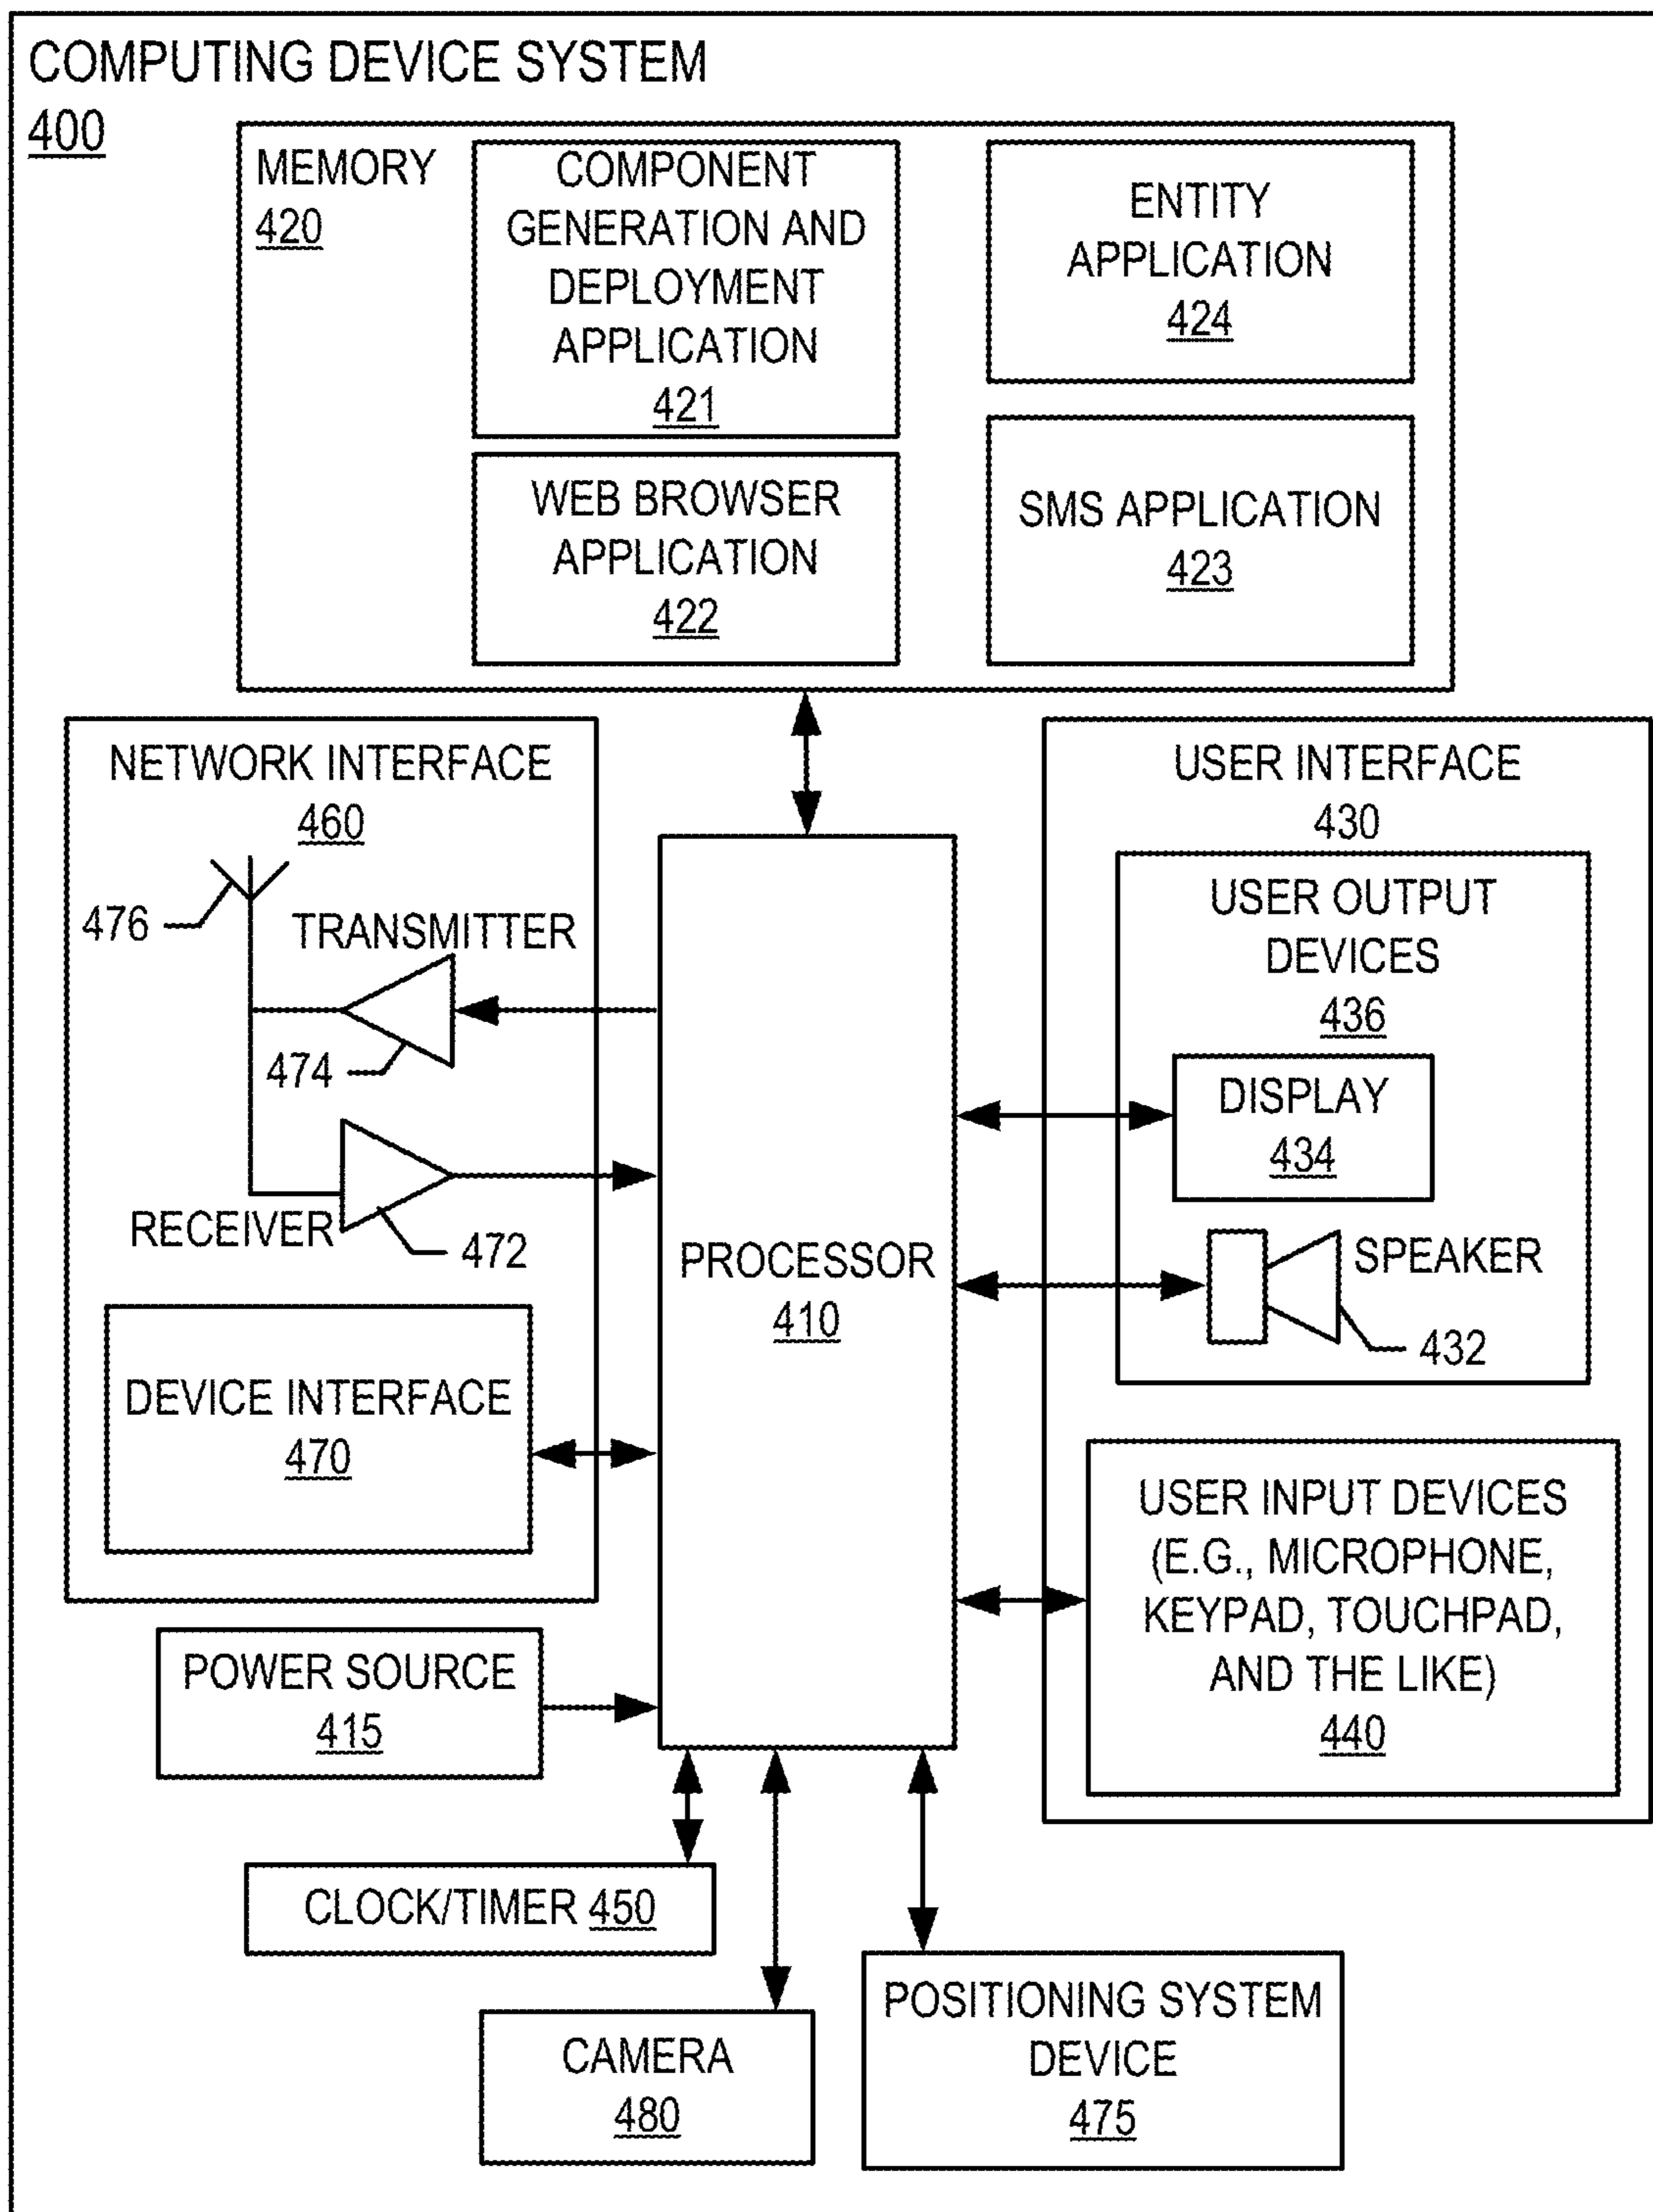 COMPUTING DEVICE SYSTEM
400
MEMORY
420
COMPONENT
GENERATION AND
DEPLOYMENT
APPLICATION
421
ENTITY
APPLICATION
424
WEB BROWSER
APPLICATION
422
SMS APPLICATION
423
NETWORK INTERFACE
460
476
TRANSMITTER
474
RECEIVER
472
DEVICE INTERFACE
470
PROCESSOR
410
USER INTERFACE
430
USER OUTPUT
DEVICES
436
DISPLAY
434
SPEAKER
432
USER INPUT DEVICES
(E.G., MICROPHONE,
KEYPAD, TOUCHPAD,
AND THE LIKE)
440
POWER SOURCE
415
CLOCK/TIMER 450
CAMERA
480
POSITIONING SYSTEM
DEVICE
475